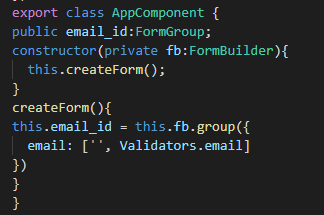 export class AppComponent {
public email_id:FormGroup;
constructor(private fb:FormBuilder){
  this.createForm();
}
createForm(){
this.email_id = this.fb.group({
  email: ['', Validators.email]
})
}
}